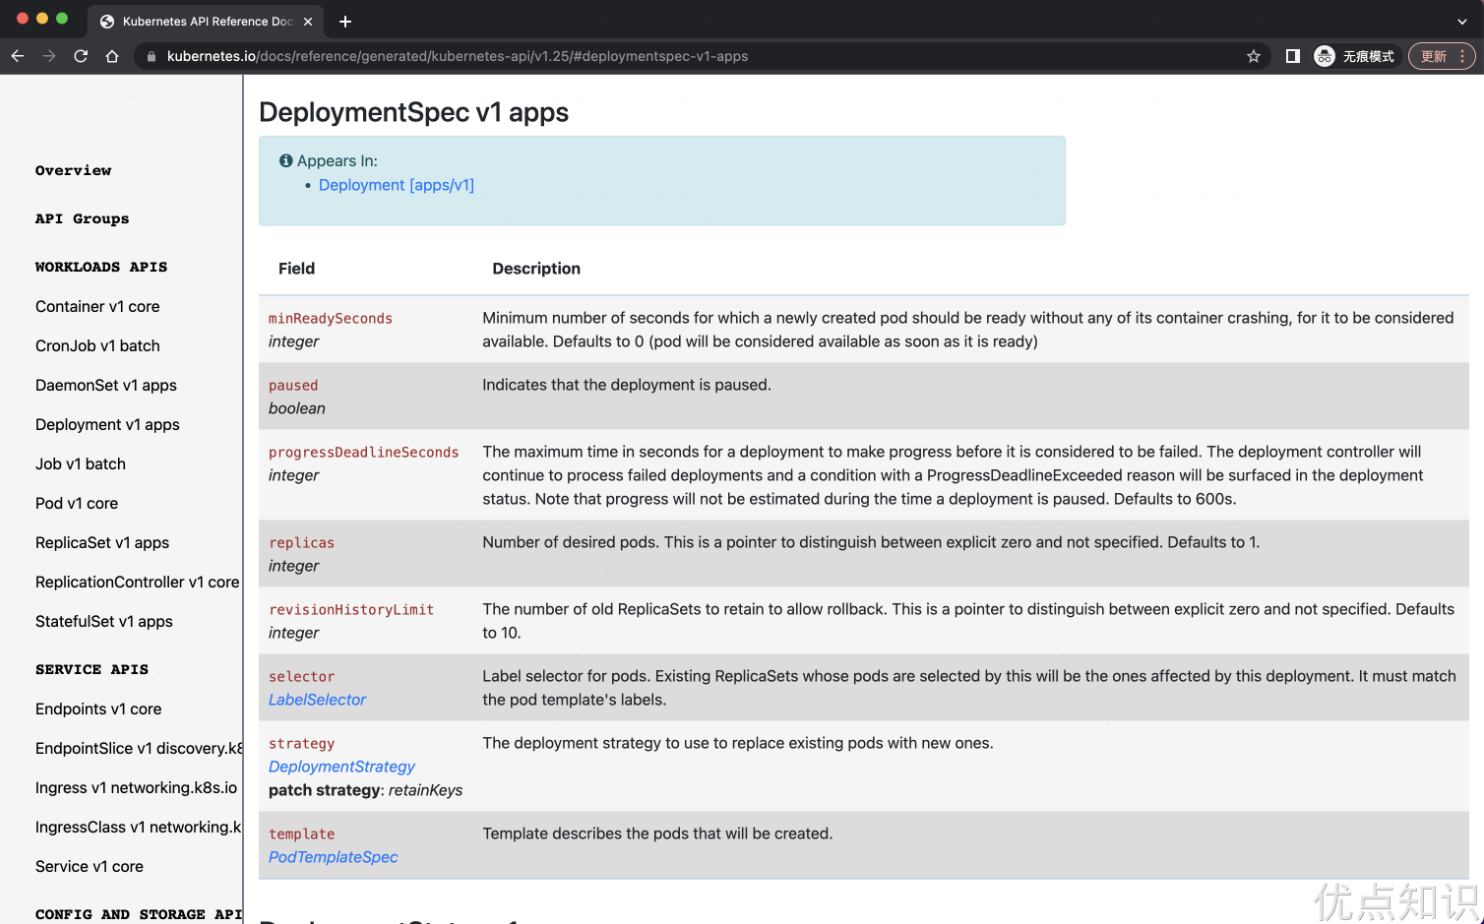 Kubernetes API Reference Doc
kubernetes.io/docs/reference/generated/kubernetes-api/v1.25/#deploymentspec-v1-apps
无痕模式
更新
Overview
API Groups
WORKLOADS APIS
Container v1 core
CronJob v1 batch
DaemonSet v1 apps
Deployment v1 apps
Job v1 batch
Pod v1 core
ReplicaSet v1 apps
ReplicationController v1 core
StatefulSet v1 apps
SERVICE APIS
Endpoints v1 core
EndpointSlice v1 discovery.k8
Ingress v1 networking.k8s.io
IngressClass v1 networking.k
Service v1 core
CONFIG AND STORAGE API
DeploymentSpec v1 apps
Appears In:
• Deployment [apps/v1]
Field Description
minReadySeconds
integer
Minimum number of seconds for which a newly created pod should be ready without any of its container crashing, for it to be considered
available. Defaults to 0 (pod will be considered available as soon as it is ready)
paused
boolean
Indicates that the deployment is paused.
progressDeadlineSeconds
integer
The maximum time in seconds for a deployment to make progress before it is considered to be failed. The deployment controller will
continue to process failed deployments and a condition with a ProgressDeadlineExceeded reason will be surfaced in the deployment
status. Note that progress will not be estimated during the time a deployment is paused. Defaults to 600s.
replicas
integer
Number of desired pods. This is a pointer to distinguish between explicit zero and not specified. Defaults to 1.
revisionHistoryLimit
integer
The number of old ReplicaSets to retain to allow rollback. This is a pointer to distinguish between explicit zero and not specified. Defaults
to 10.
selector
LabelSelector
Label selector for pods. Existing ReplicaSets whose pods are selected by this will be the ones affected by this deployment. It must match
the pod template's labels.
strategy
DeploymentStrategy
patch strategy: retainKeys
The deployment strategy to use to replace existing pods with new ones.
template
PodTemplateSpec
Template describes the pods that will be created.
优点知识